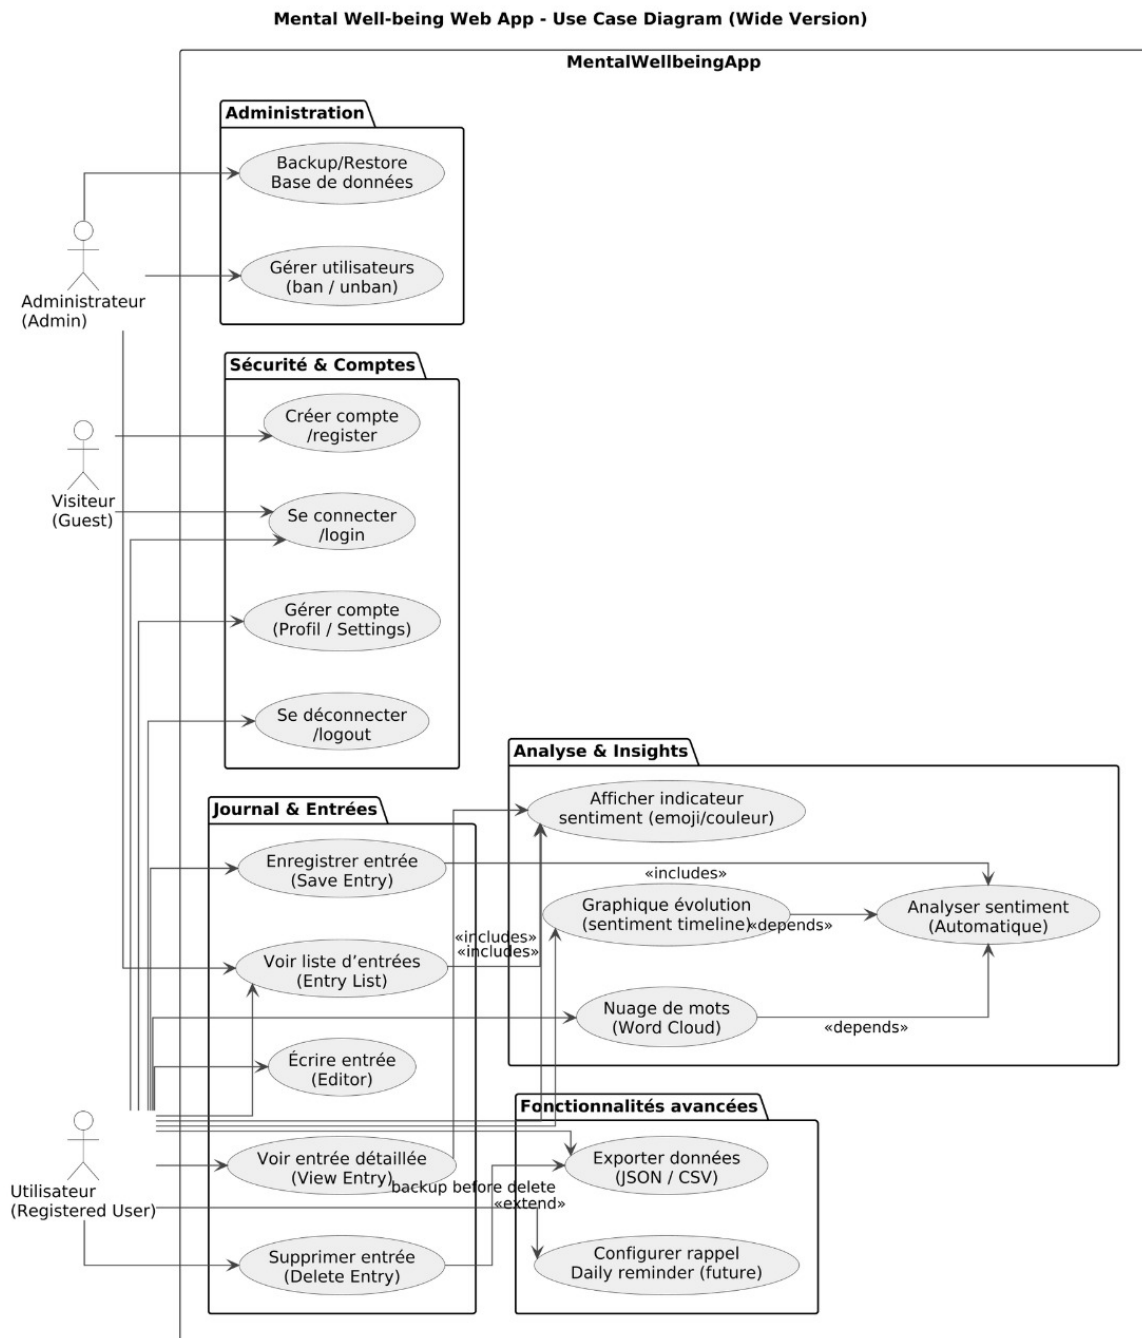 Mental Well-being Web App - Use Case Diagram (Wide Version)
MentalWellbeingApp
Administration
Backup/Restore
Base de données
Gérer utilisateurs
(ban / unban)
Administrateur
(Admin)
Sécurité & Comptes
Créer compte
/register
Visiteur
(Guest)
Se connecter
/login
Gérer compte
(Profil / Settings)
Se déconnecter
/logout
Analyse & Insights
Afficher indicateur
sentiment (emoji/couleur)
Journal & Entrées
Enregistrer entrée
(Save Entry)
«includes»
Graphique évolution
(sentiment timeline)
«depends»
Analyser sentiment
(Automatique)
«includes»
«includes»
Voir liste d’entrées
(Entry List)
Nuage de mots
(Word Cloud)
«depends»
Écrire entrée
(Editor)
Fonctionnalités avancées
Voir entrée détaillée
(View Entry)
Exporter données
(JSON / CSV)
backup before delete
«extend»
Utilisateur
(Registered User)
Supprimer entrée
(Delete Entry)
Configurer rappel
Daily reminder (future)